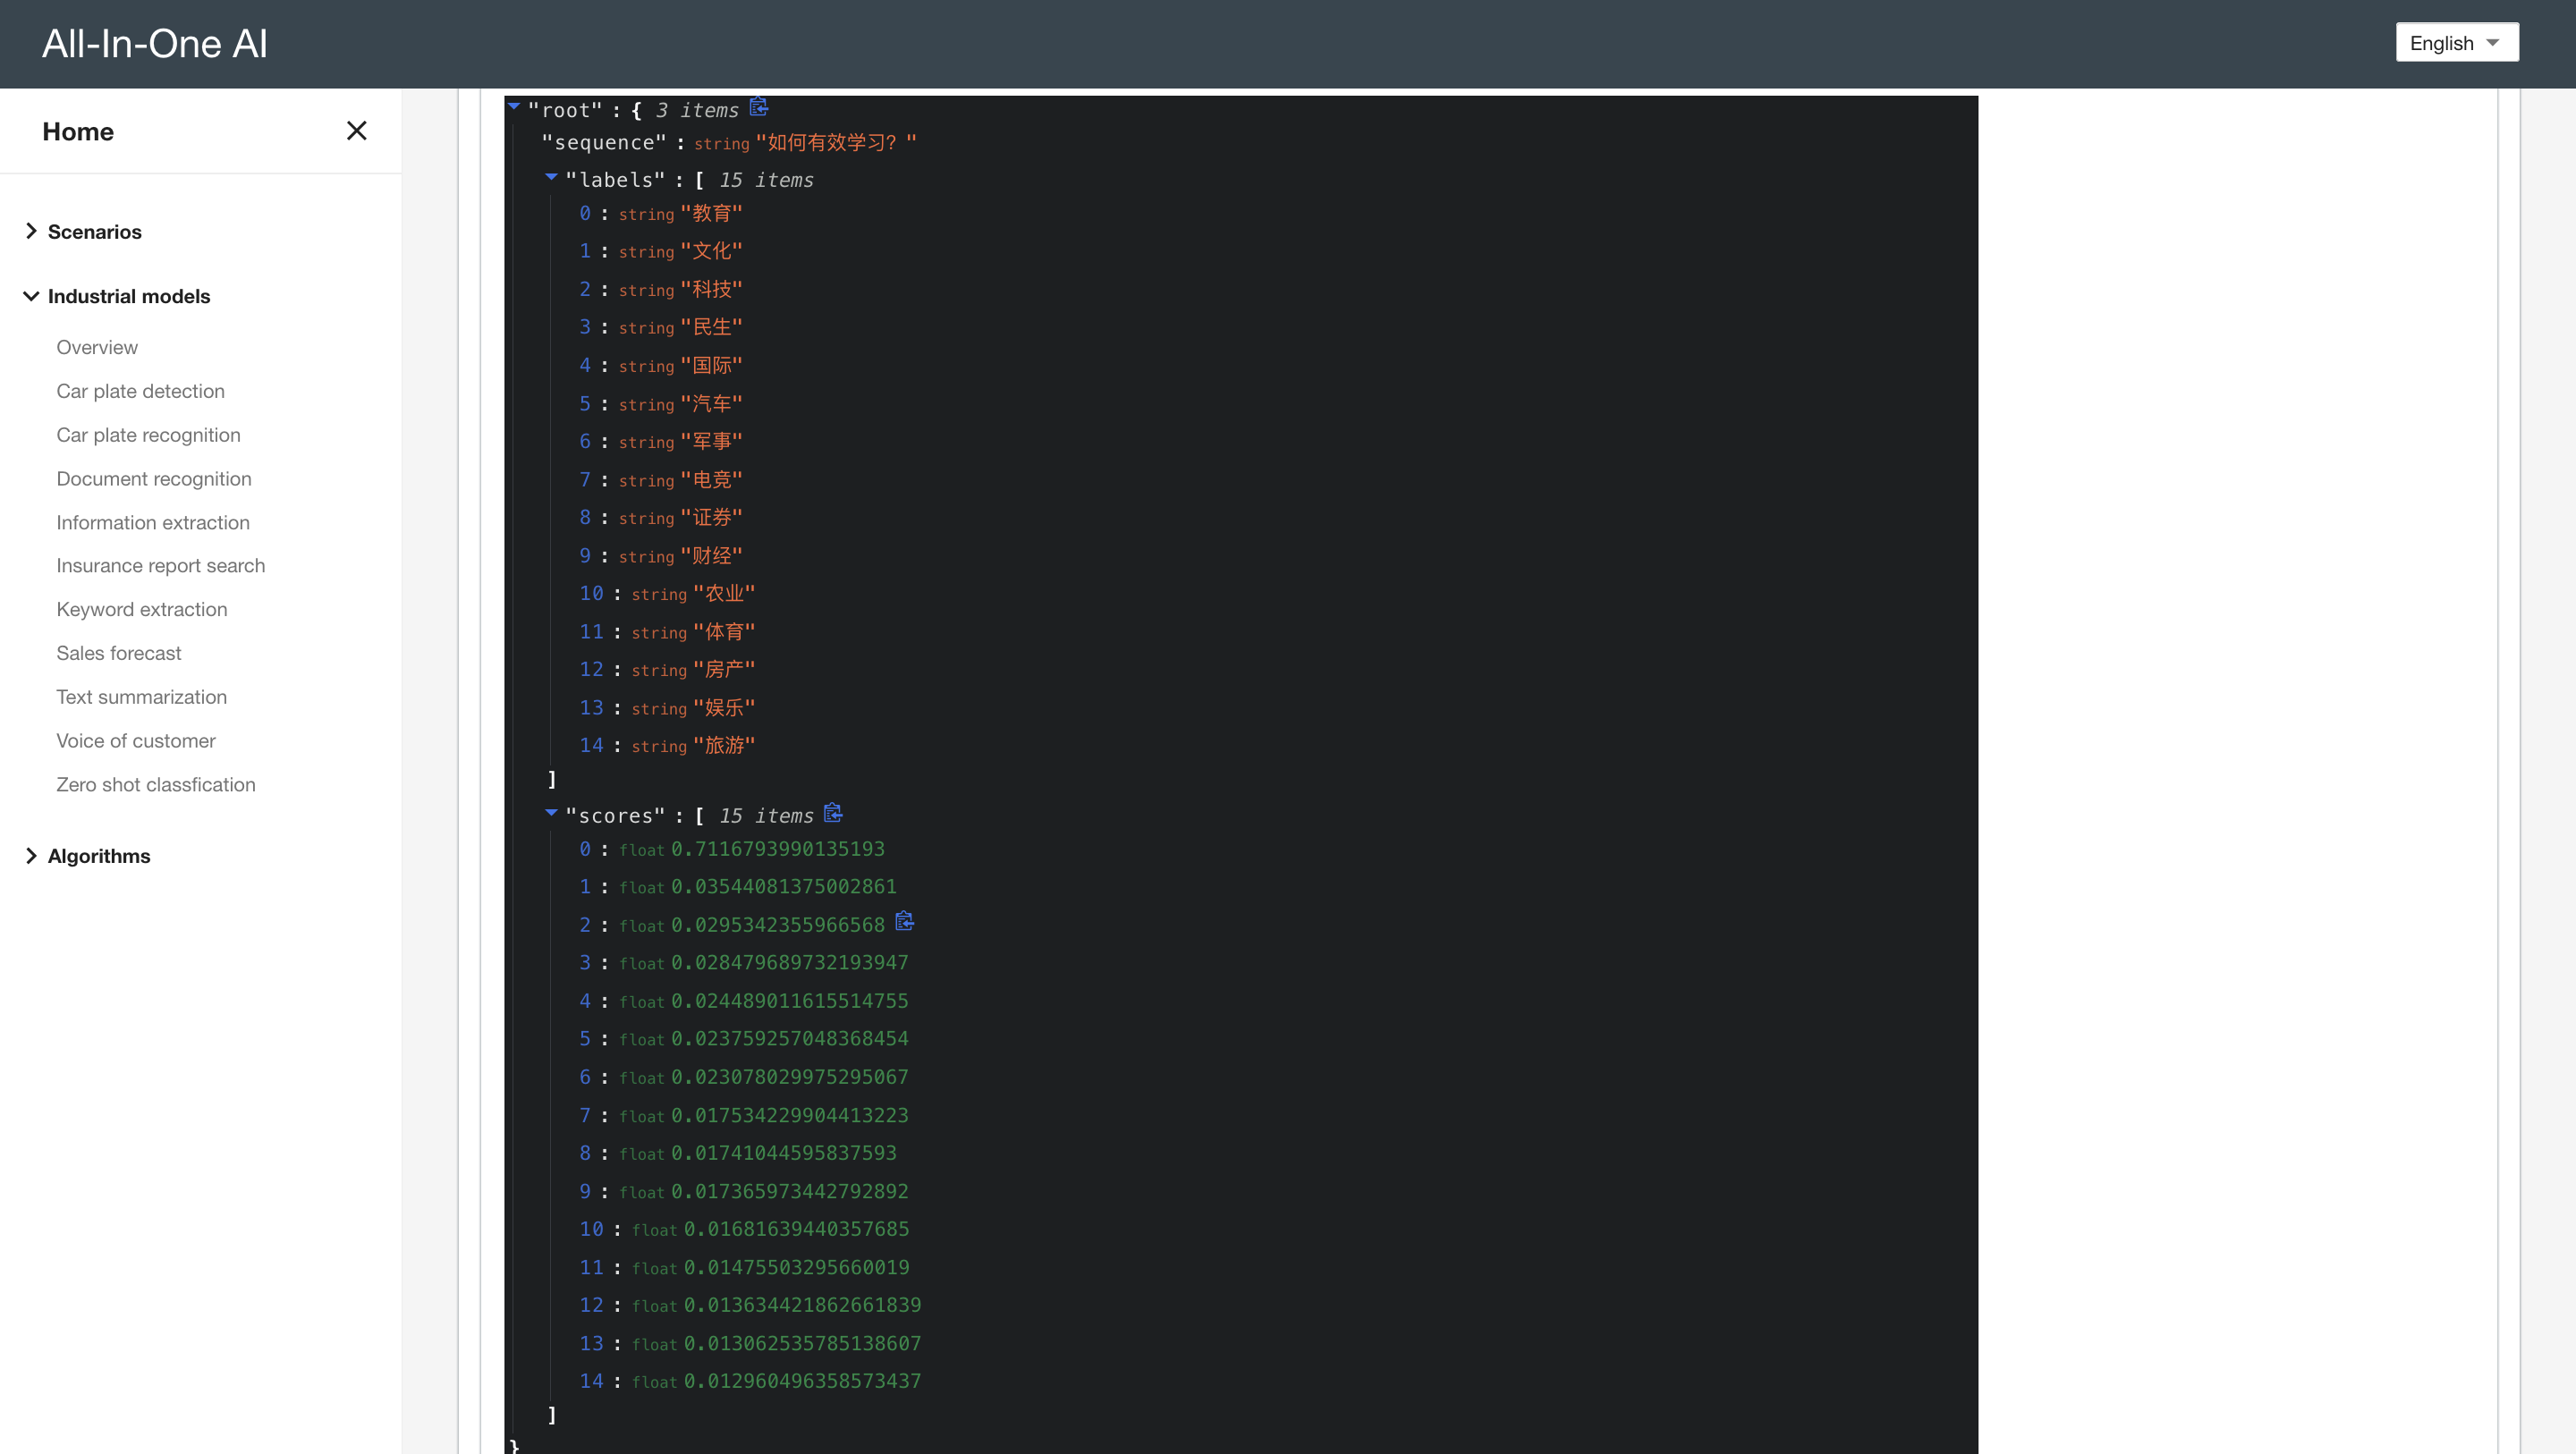 All-In-One AI
English
Home
Scenarios
Industrial models
Overview
Car plate detection
Car plate recognition
Document recognition
Information extraction
Insurance report search
Keyword extraction
Sales forecast
Text summarization
Voice of customer
Zero shot classfication
Algorithms
"root" : { 3 items
"sequence" : string "如何有效学习？"
"labels" : [ 15 items
0 : string "教育"
1 : string "文化"
2 : string "科技"
3 : string "民生"
4 : string "国际"
5 : string "汽车"
6 : string "军事"
7 : string "电竞"
8 : string "证券"
9 : string "财经"
10 : string "农业"
11 : string "体育"
12 : string "房产"
13 : string "娱乐"
14 : string "旅游"
]
"scores" : [ 15 items
0 : float 0.7116793990135193
1 : float 0.03544081375002861
2 : float 0.0295342355966568
3 : float 0.028479689732193947
4 : float 0.024489011615514755
5 : float 0.023759257048368454
6 : float 0.023078029975295067
7 : float 0.017534229904413223
8 : float 0.01741044595837593
9 : float 0.017365973442792892
10 : float 0.01681639440357685
11 : float 0.01475503295660019
12 : float 0.013634421862661839
13 : float 0.013062535785138607
14 : float 0.012960496358573437
]
}